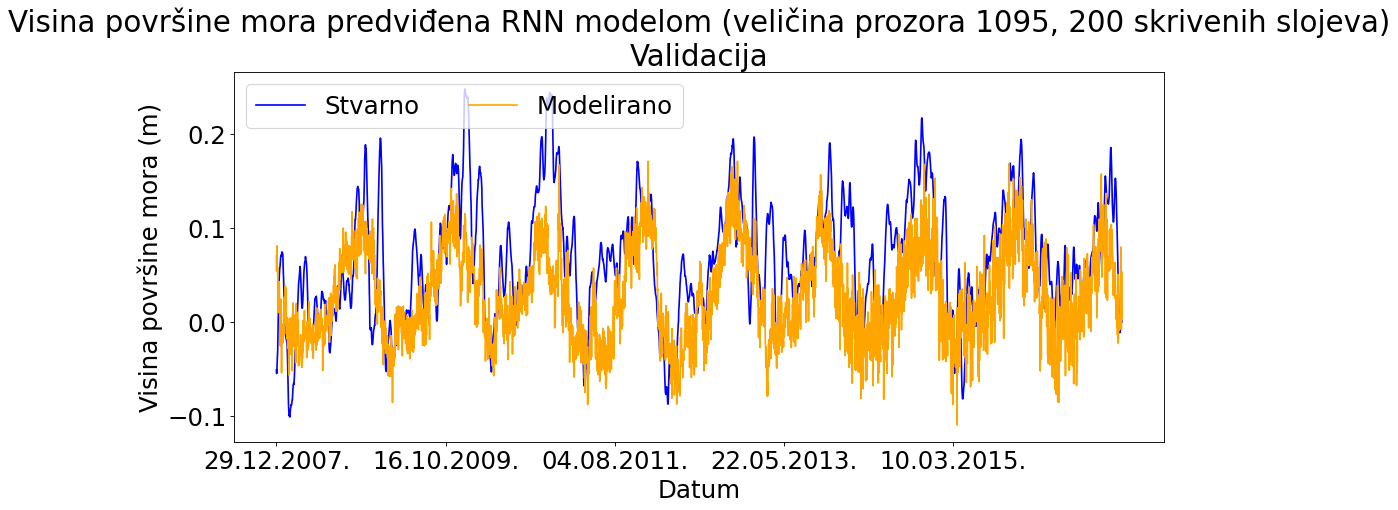 Visina površine mora predviđena RNN modelom (veličina prozora 1095, 200 skrivenih slojeva)
Validacija
Stvarno Modelirano
Visina površine mora (m)
0.2
0.1
0.0
−0.1
29.12.2007. 16.10.2009. 04.08.2011. 22.05.2013. 10.03.2015.
Datum